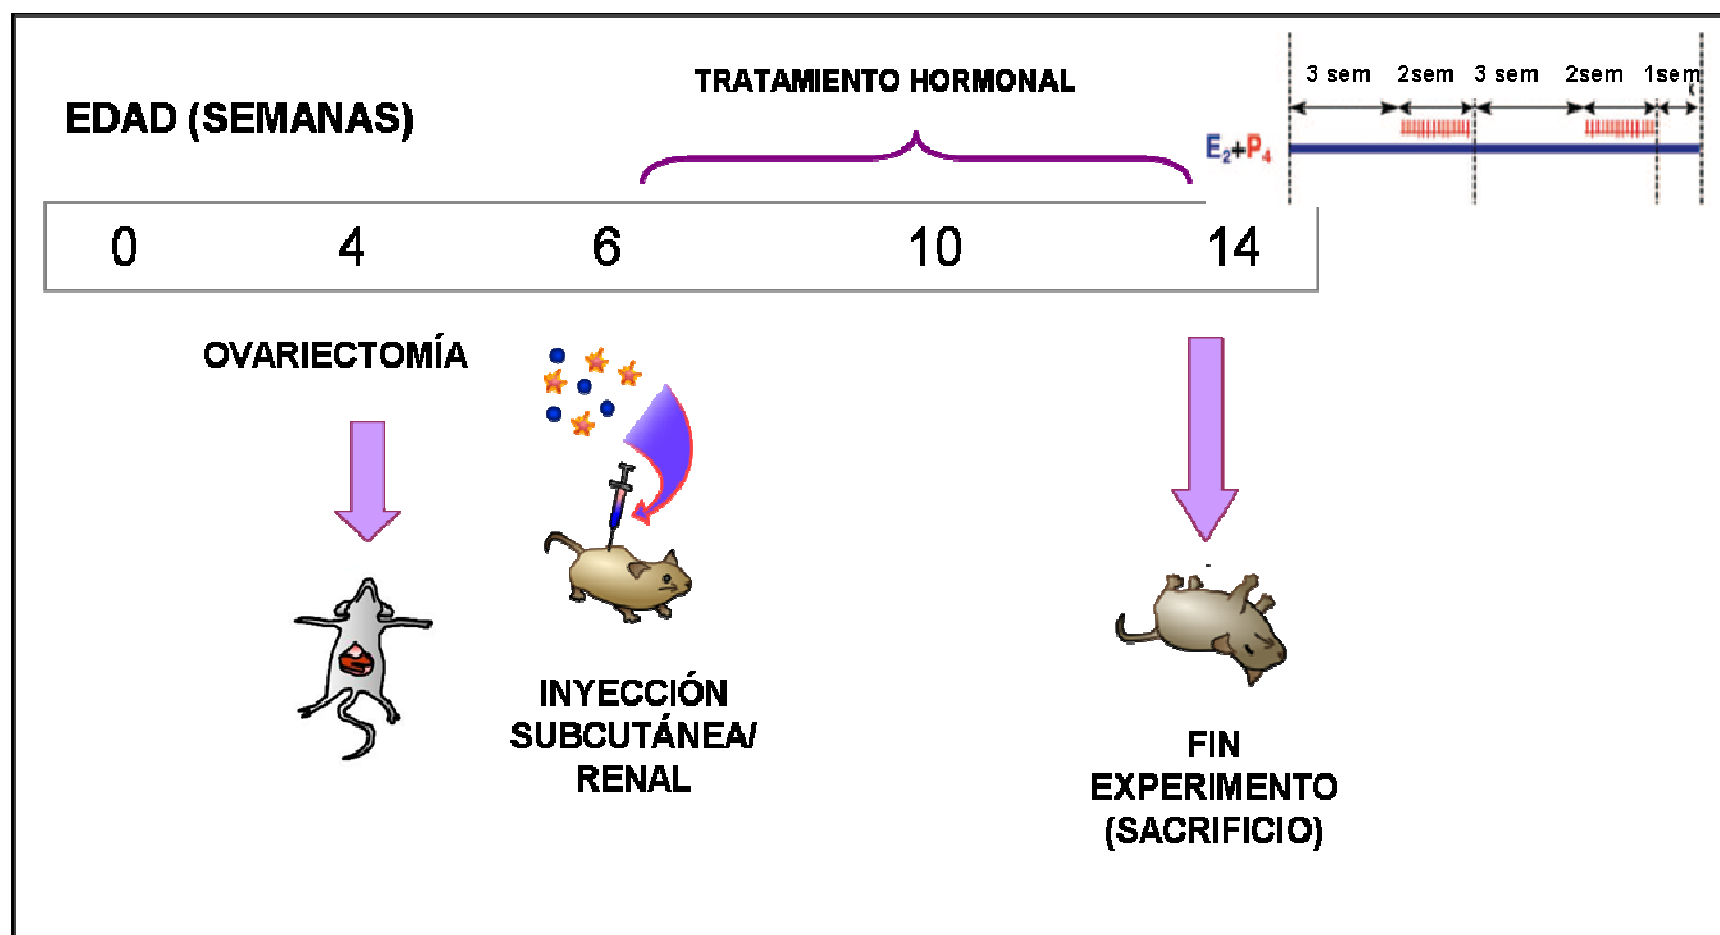 TRATAMIENTO HORMONAL
3 sem 2sem 3 sem 2sem 1sem
EDAD (SEMANAS)
E2+P4
0 4 6 10 14
OVARIECTOMÍA
INYECCIÓN
SUBCUTÁNEA/
RENAL
FIN
EXPERIMENTO
(SACRIFICIO)